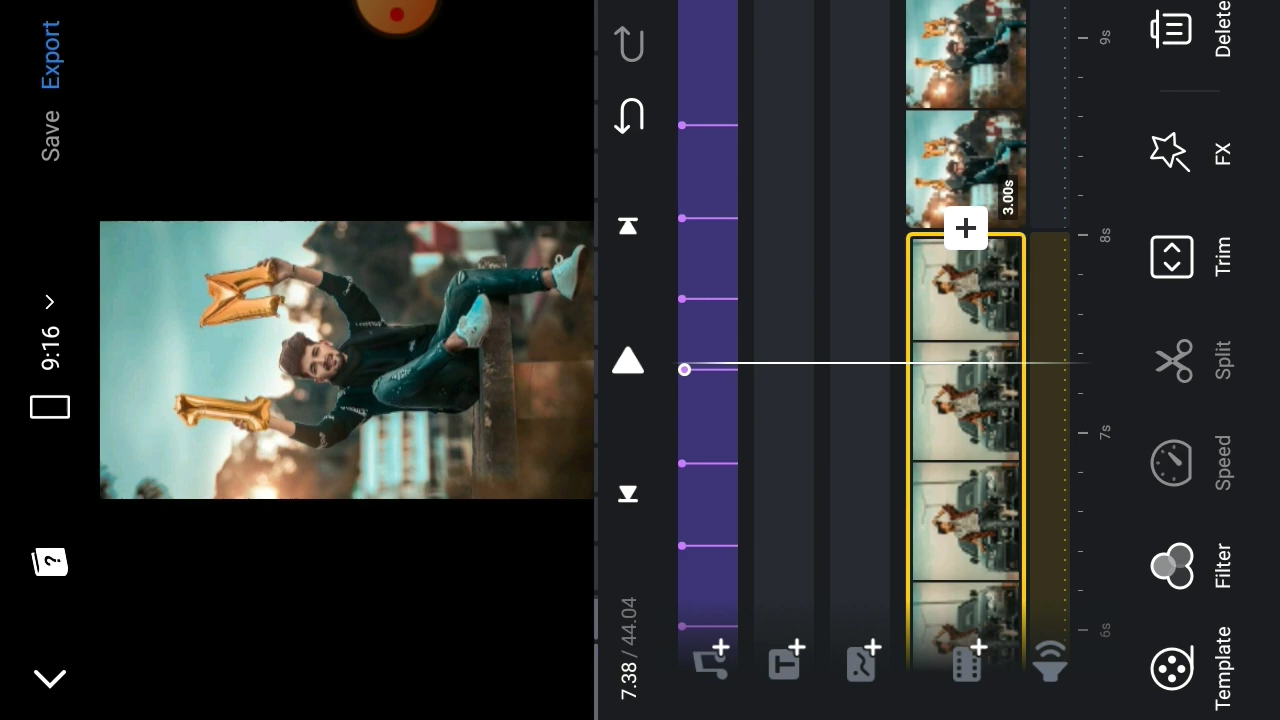 9:16
Save
Export
7.38 / 44.04
T
3.00s
6s
7s
8s
9s
Template
Filter
Speed
Split
Trim
FX
Delete